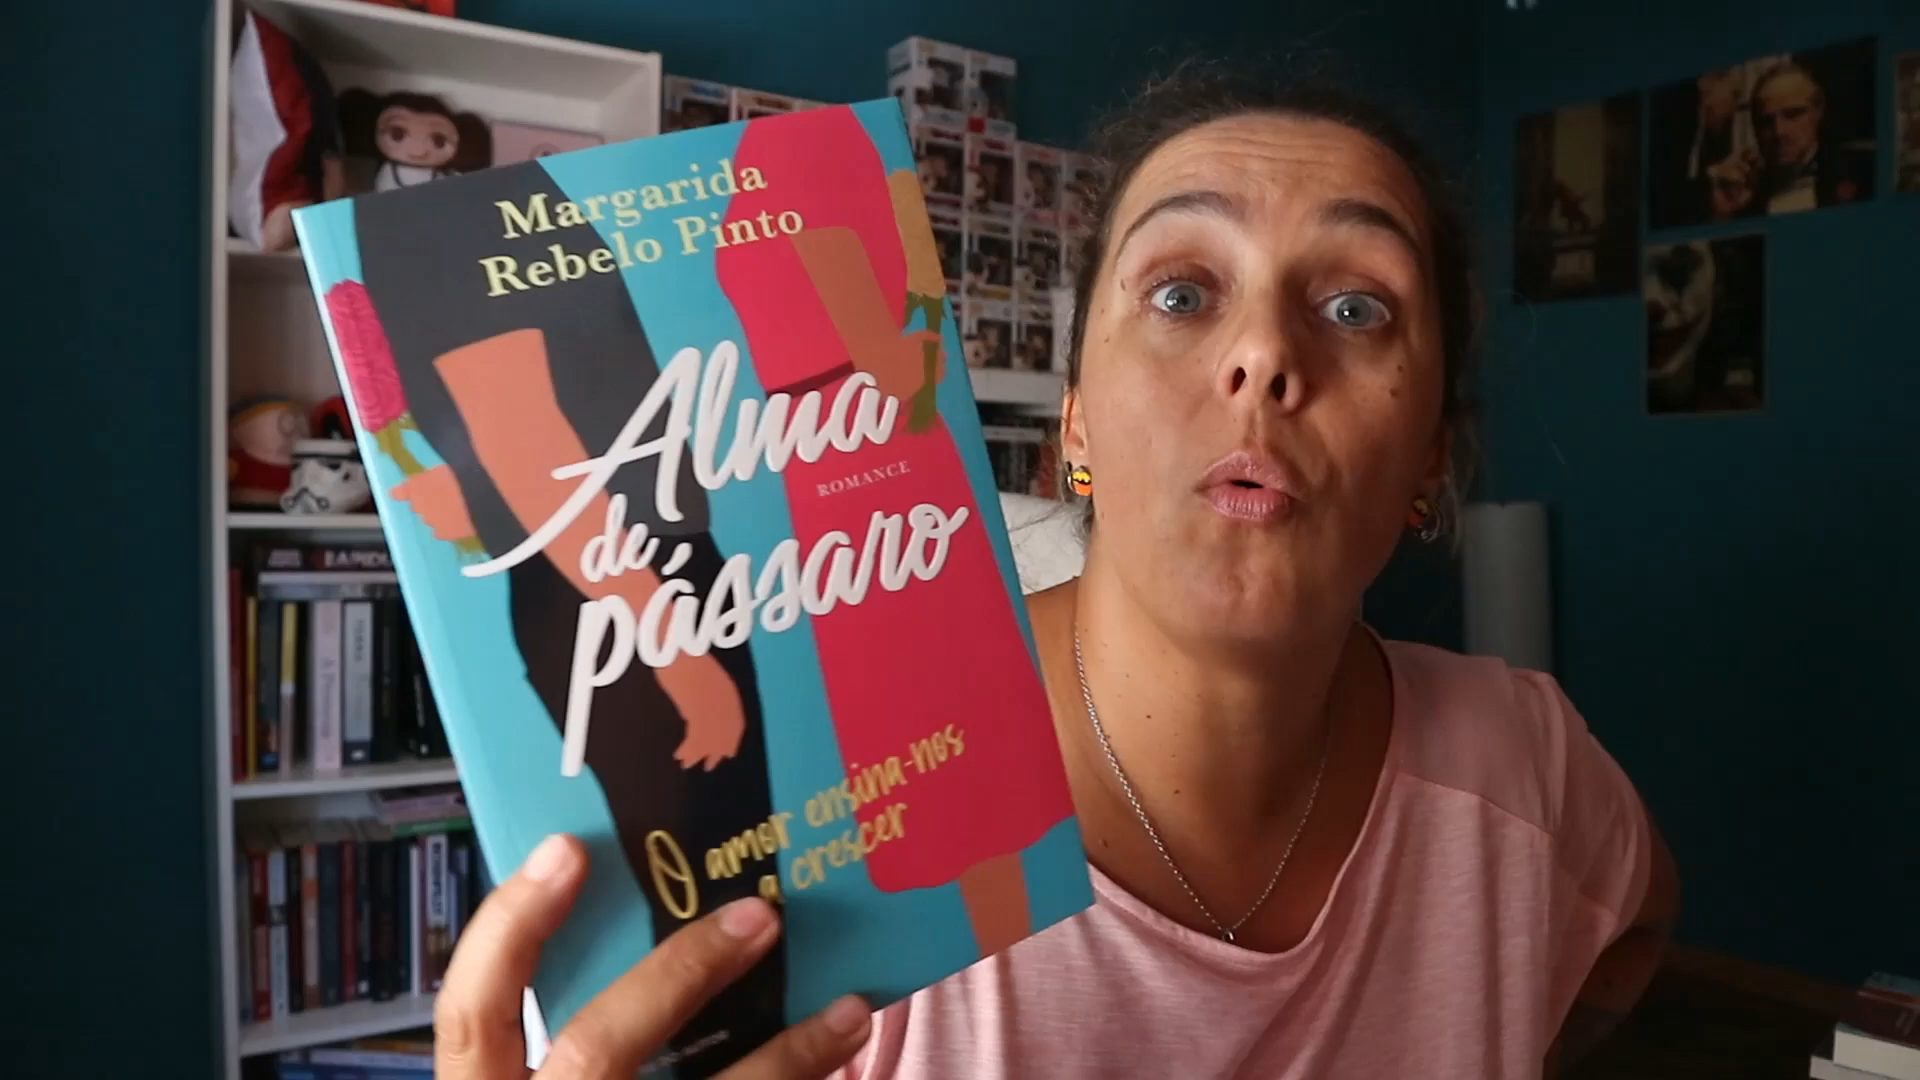 Margarida
Rebelo Pinto
Alma
ROMANCE
de
pássaro
O amor ensina-nos
a crescer